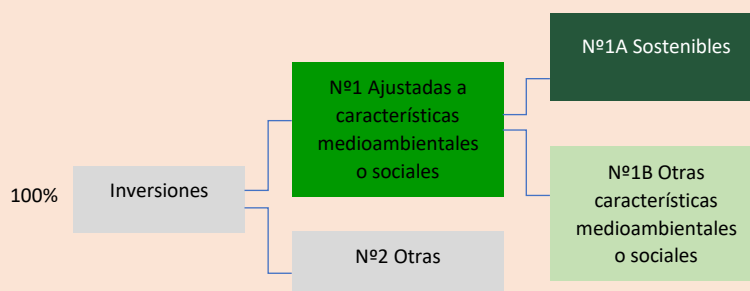 100%
Inversiones
Nº1 Ajustadas a
características
medioambientales
o sociales
Nº2 Otras
Nº1A Sostenibles
Nº1B Otras
características
medioambientales
o sociales